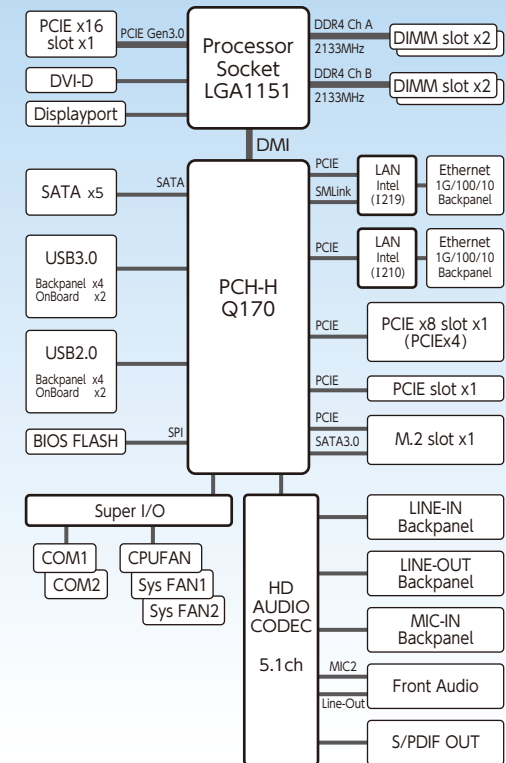 PCIE x16
slot x1
PCIE Gen3.0
DVI-D
Displayport
Processor
Socket
LGA1151
DDR4 Ch A
2133MHz
DIMM slot x2
DDR4 Ch B
2133MHz
DIMM slot x2
DMI
SATA x5
SATA
USB3.0
Backpanel x4
OnBoard x2
USB2.0
Backpanel x4
OnBoard x2
BIOS FLASH
SPI
PCH-H
Q170
PCIE
SMLink
LAN
Intel
(I219)
Ethernet
1G/100/10
Backpanel
PCIE
LAN
Intel
(I210)
Ethernet
1G/100/10
Backpanel
PCIE
PCIE x8 slot x1
(PCIEx4)
PCIE
PCIE slot x1
PCIE
SATA3.0
M.2 slot x1
Super I/O
COM1
COM2
CPUFAN
Sys FAN1
Sys FAN2
HD
AUDIO
CODEC
5.1ch
LINE-IN
Backpanel
LINE-OUT
Backpanel
MIC-IN
Backpanel
MIC2
Line-Out
Front Audio
S/PDIF OUT